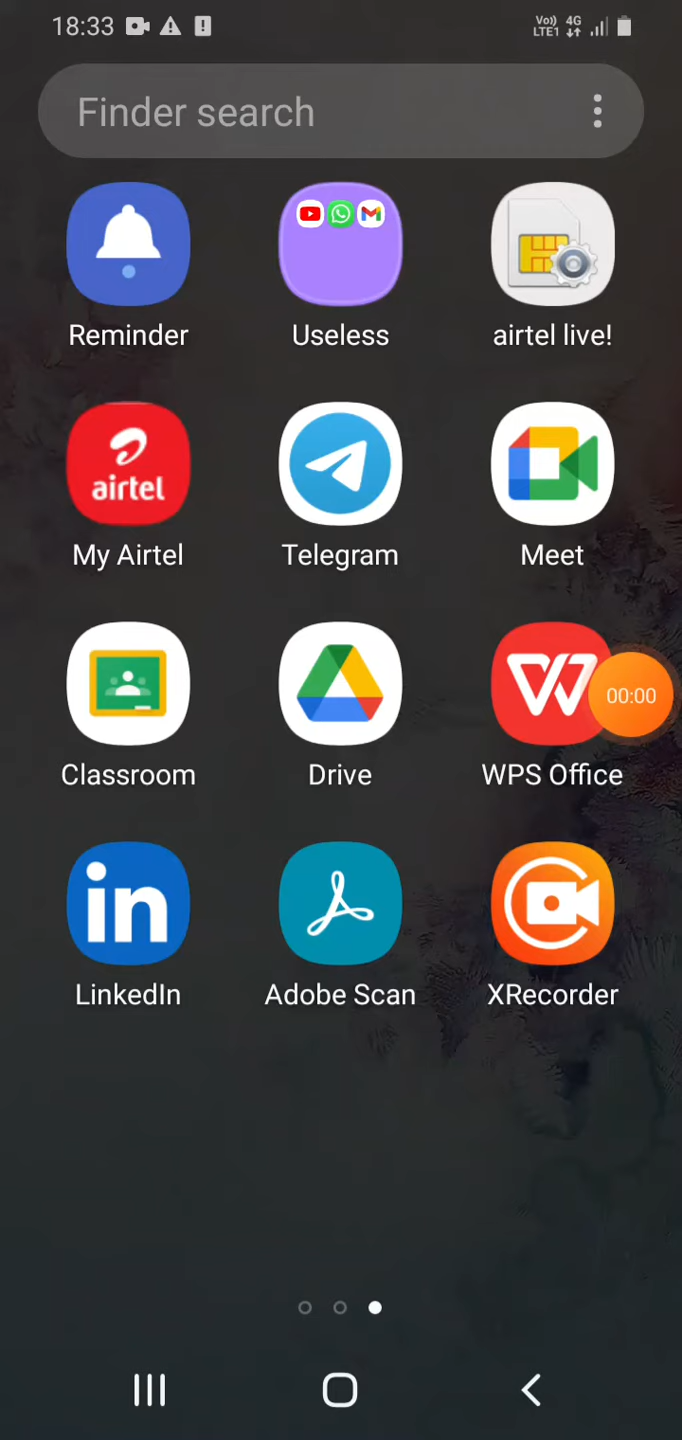 18:33
Vo)) LTE1 4G
Finder search
Reminder
Useless
airtel live!
airtel
My Airtel
Telegram
Meet
Classroom
Drive
W
00:00
WPS Office
in
LinkedIn
Adobe Scan
XRecorder